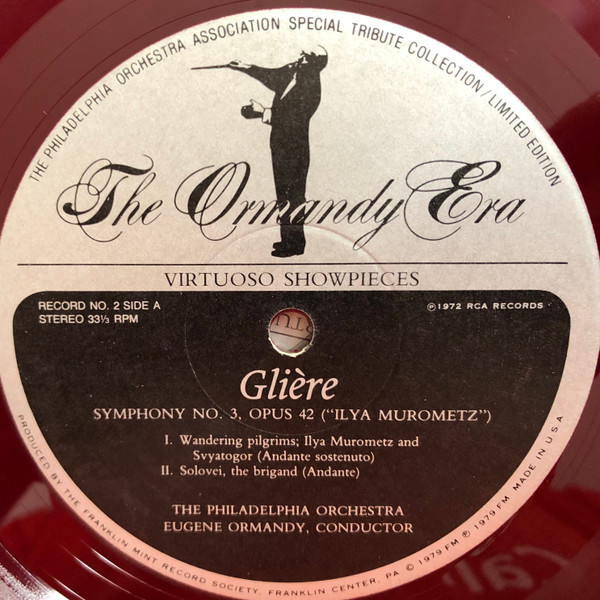 THE PHILADELPHIA ORCHESTRA ASSOCIATION SPECIAL TRIBUTE COLLECTION/LIMITED EDITION
The Ormandy Era
VIRTUOSO SHOWPIECES
RECORD NO. 2 SIDE A
STEREO 33⅓ RPM
℗1972 RCA RECORDS
Glière
SYMPHONY NO. 3, OPUS 42 ("ILYA MUROMETZ")
I. Wandering pilgrims; Ilya Murometz and
Svyatogor (Andante sostenuto)
II. Solovei, the brigand (Andante)
THE PHILADELPHIA ORCHESTRA
EUGENE ORMANDY, CONDUCTOR
PRODUCED BY THE FRANKLIN MINT RECORD SOCIETY, FRANKLIN CENTER, PA © 1979 FM ℗ 1979 FM MADE IN U.S.A.